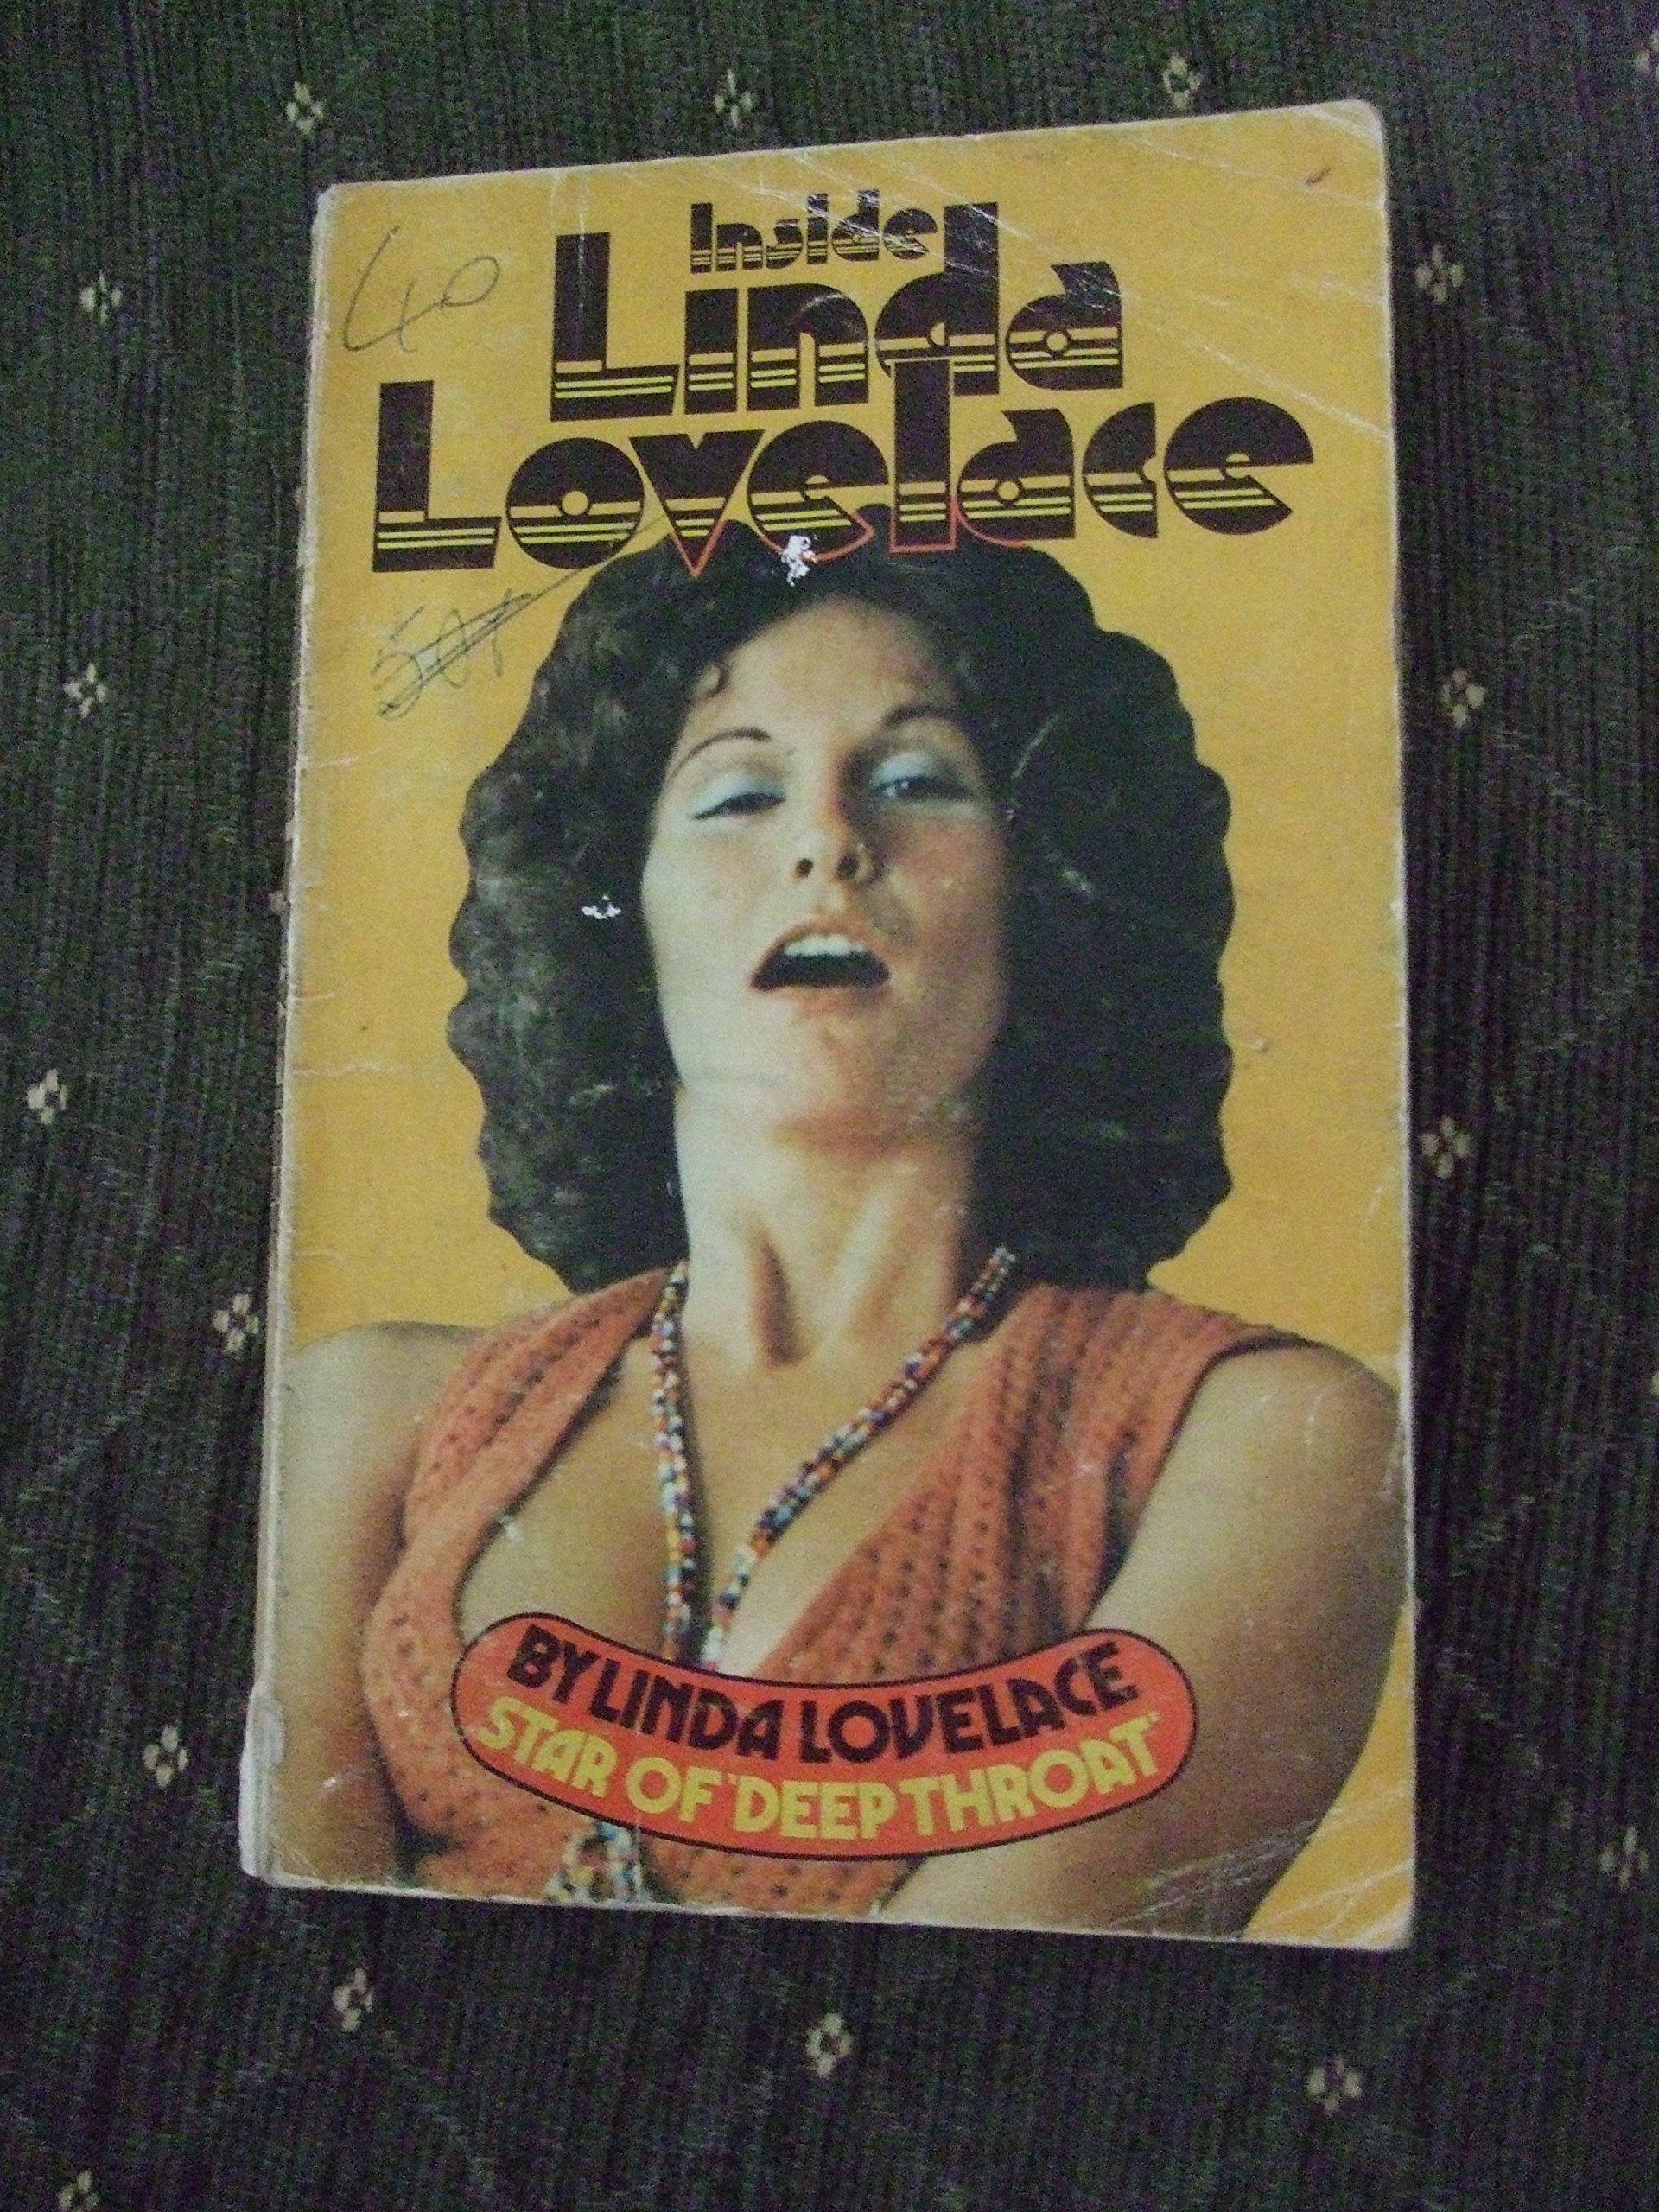 Inside
Linda
Lovelace
40
BY LINDA LOVELACE
STAR OF 'DEEP THROAT'